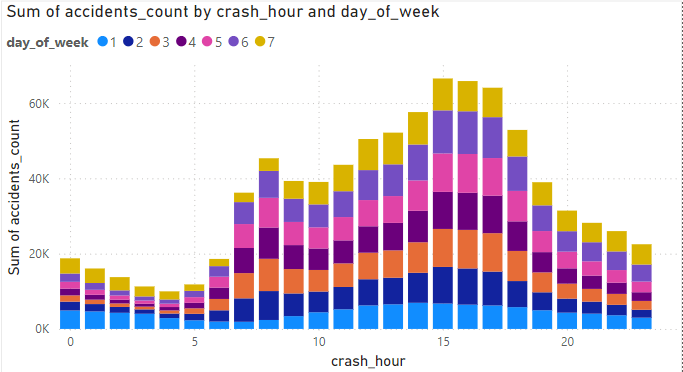 Sum of accidents_count by crash_hour and day_of_week
day_of_week 1 2 3 4 5 6 7
60K
40K
20K
0K
Sum of accidents_count
0 5 10 15 20
crash_hour